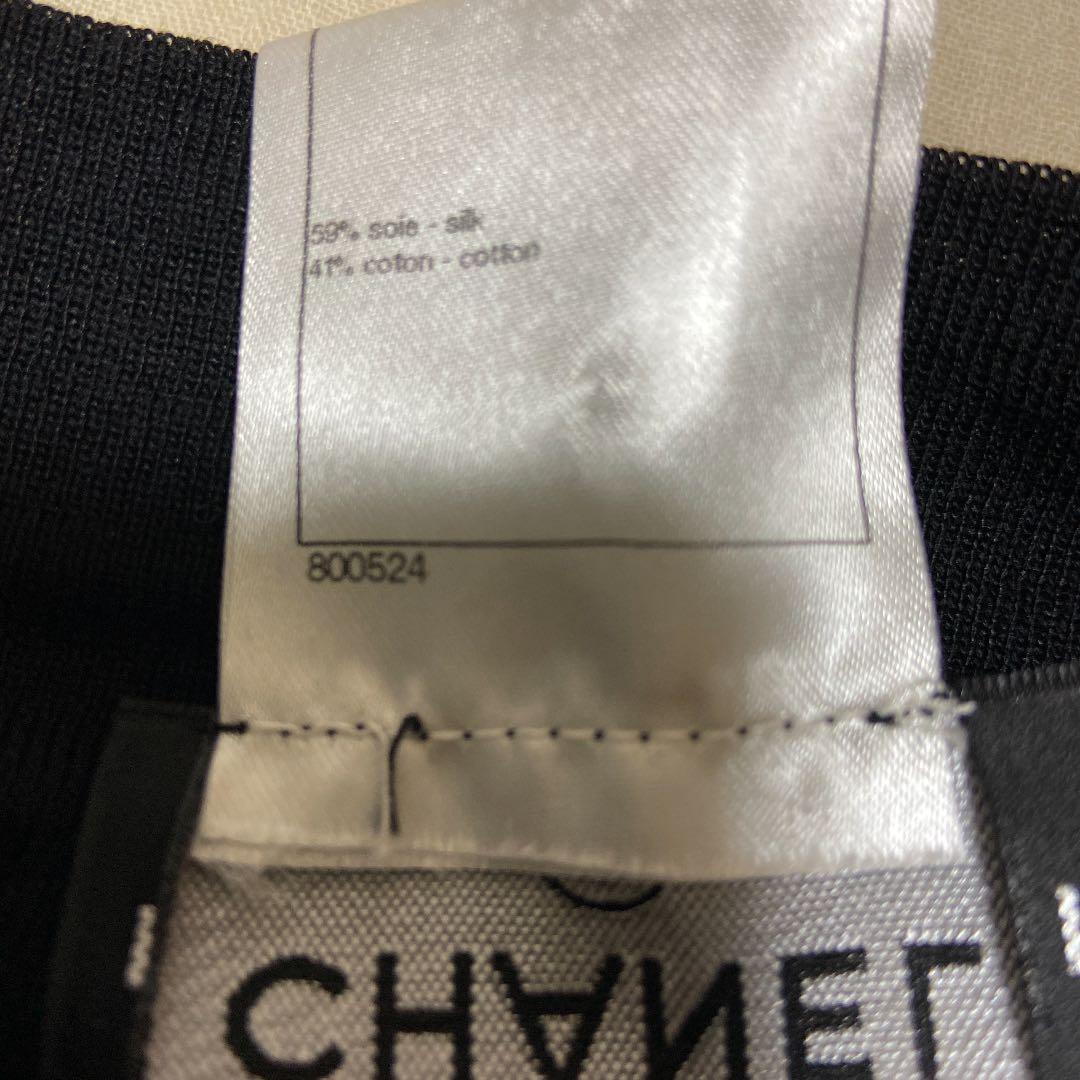 59% soie - silk
41% coton - cotton
800524
CHANEL